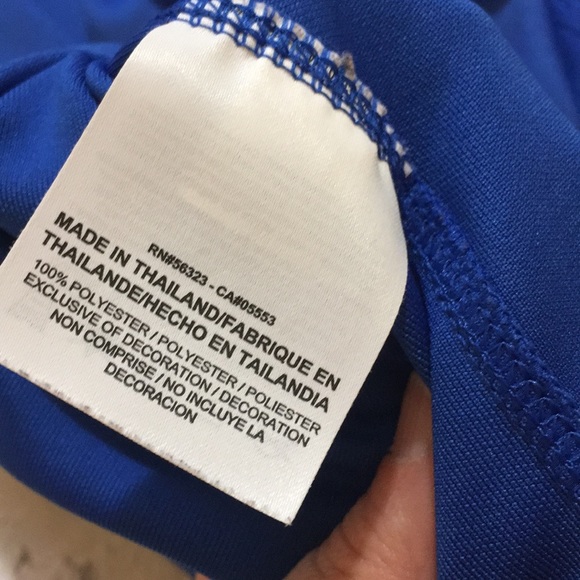 RN#56323 - CA#05553
MADE IN THAILAND/FABRIQUE EN
THAILANDE/HECHO EN TAILANDIA
100% POLYESTER / POLYESTER / POLIESTER
EXCLUSIVE OF DECORATION / DECORATION
NON COMPRISE / NO INCLUYE LA
DECORACION